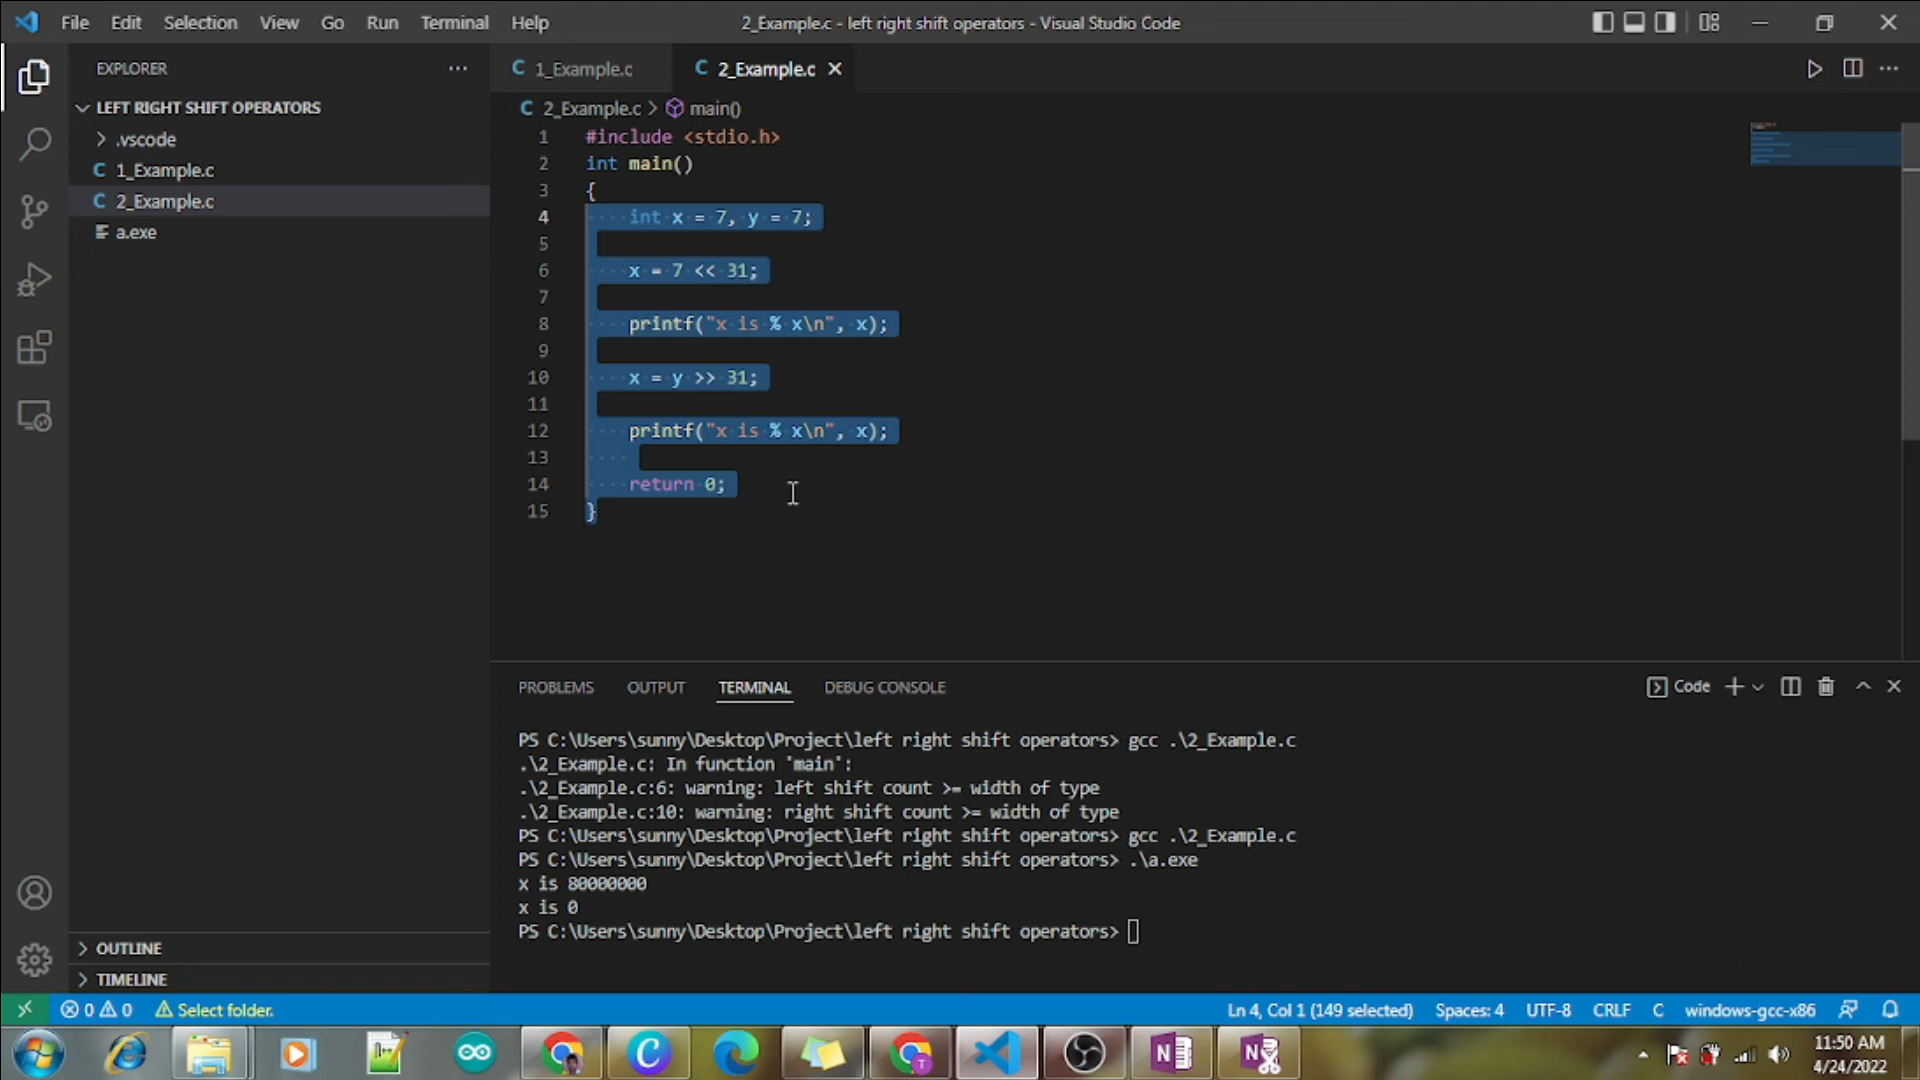 File Edit Selection View Go Run Terminal Help
2_Example.c - left right shift operators - Visual Studio Code
EXPLORER
LEFT RIGHT SHIFT OPERATORS
.vscode
C 1_Example.c
C 2_Example.c
a.exe
OUTLINE
TIMELINE
C 1_Example.c
C 2_Example.c
C 2_Example.c > main()
1 #include <stdio.h>
2 int main()
3 {
4 int x = 7, y = 7;
5
6 x = 7 << 31;
7
8 printf("x is % x\n", x);
9
10 x = y >> 31;
11
12 printf("x is % x\n", x);
13
14 return 0;
15 }
PROBLEMS OUTPUT TERMINAL DEBUG CONSOLE
Code
PS C:\Users\sunny\Desktop\Project\left right shift operators> gcc .\2_Example.c
.\2_Example.c: In function 'main':
.\2_Example.c:6: warning: left shift count >= width of type
.\2_Example.c:10: warning: right shift count >= width of type
PS C:\Users\sunny\Desktop\Project\left right shift operators> gcc .\2_Example.c
PS C:\Users\sunny\Desktop\Project\left right shift operators> .\a.exe
x is 80000000
x is 0
PS C:\Users\sunny\Desktop\Project\left right shift operators>
0 0 Select folder.
Ln 4, Col 1 (149 selected) Spaces: 4 UTF-8 CRLF C windows-gcc-x86
11:50 AM
4/24/2022